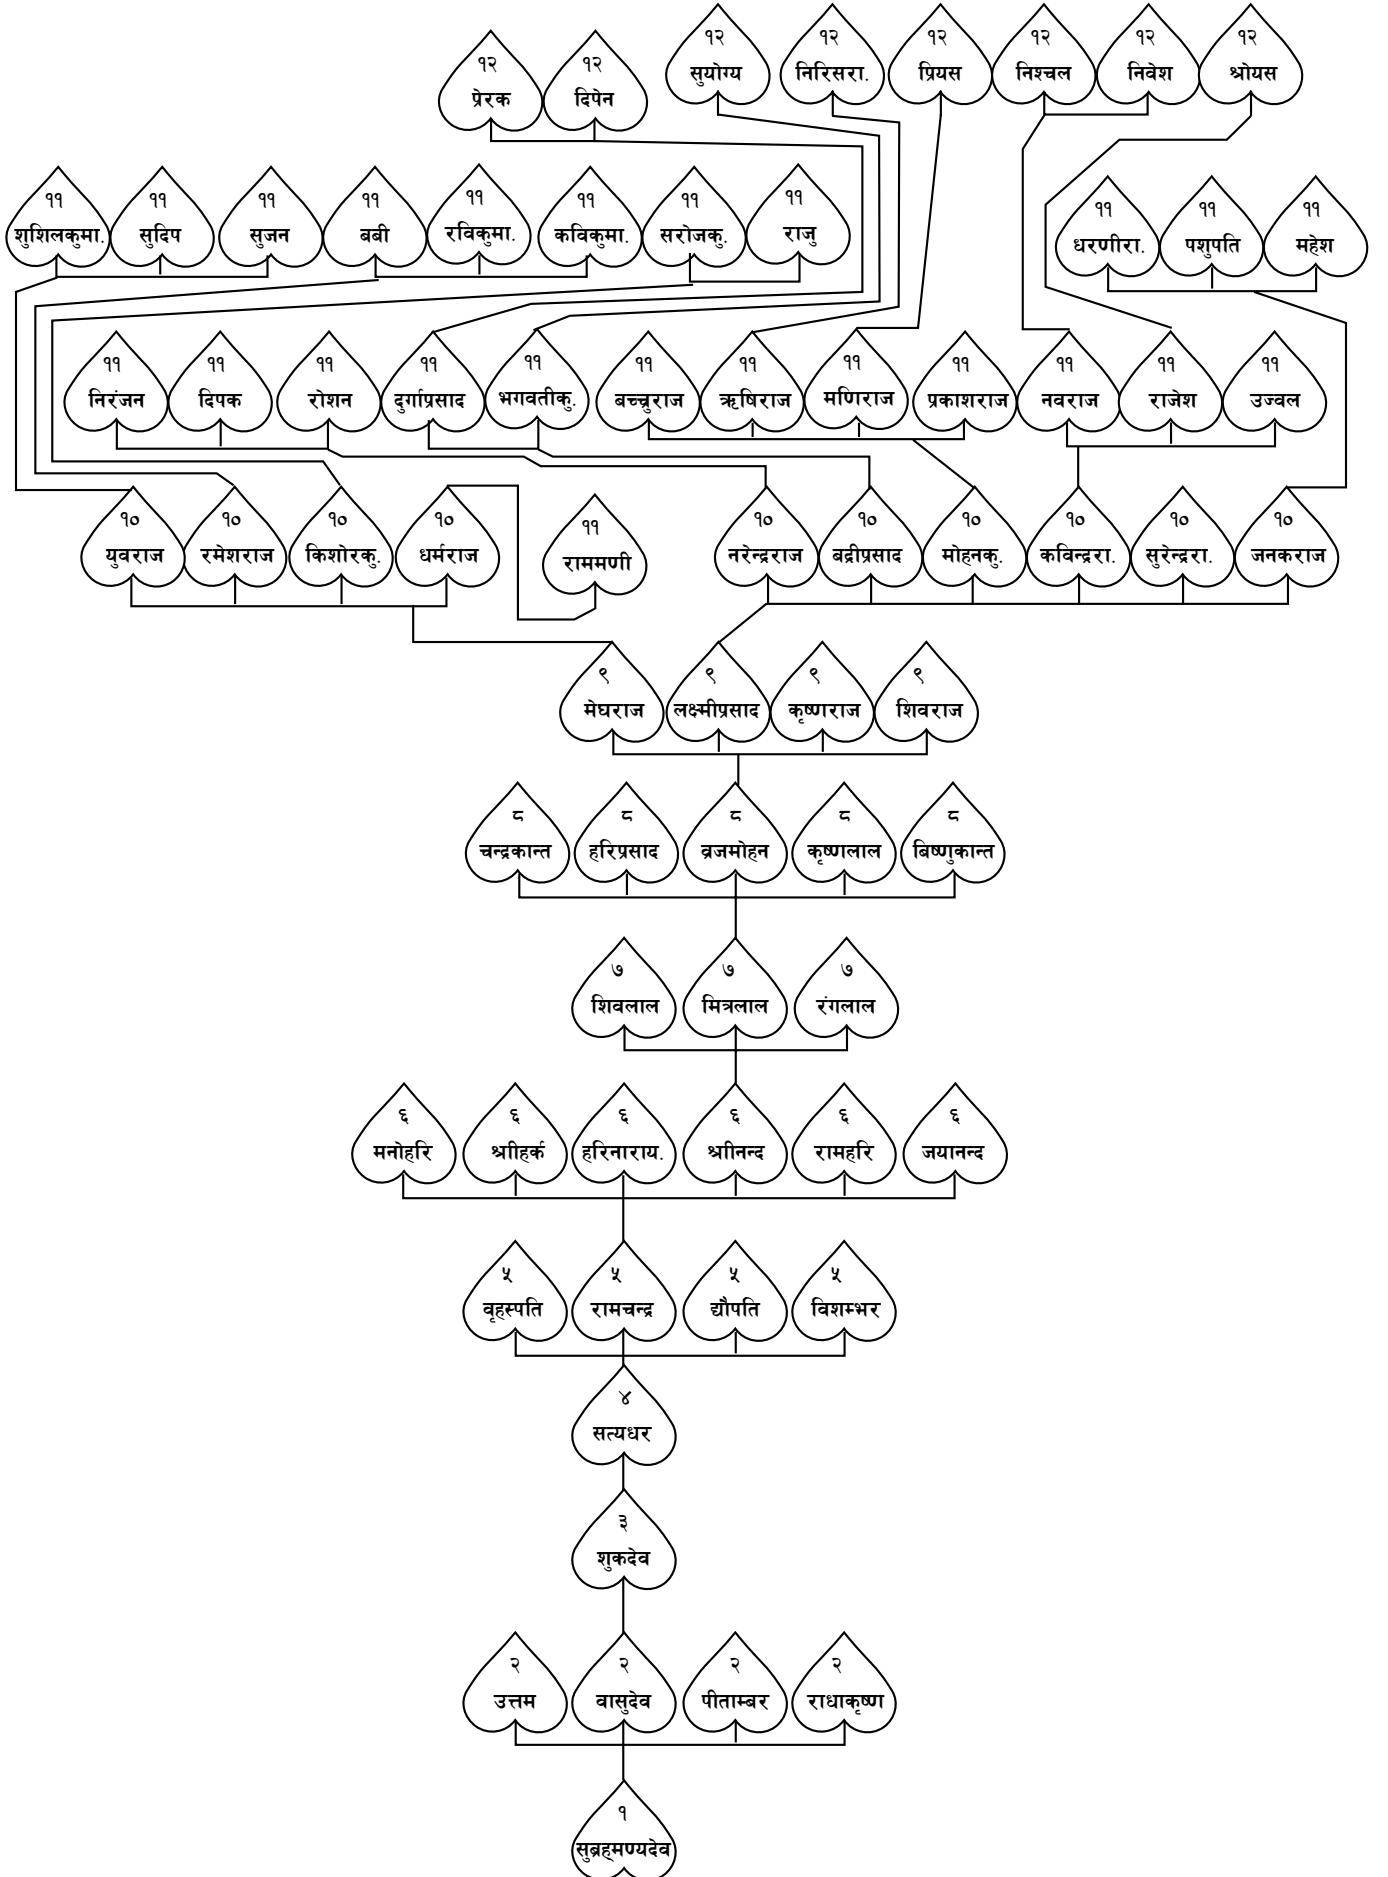 १२ १२ १२ १२ १२ १२
सुयोग्य निरिसरा. प्रियस निश्चल निवेश श्रोयस
१२ १२
प्रेरक दिपेन
११ ११ ११ ११ ११ ११ ११ ११
शुशिलकुमा. सुदिप सुजन बबी रविकुमा. कविकुमा. सरोजकु. राजु
११ ११ ११
धरणीरा. पशुपति महेश
११ ११ ११ ११ ११ ११ ११ ११ ११ ११ ११ ११
निरंजन दिपक रोशन दुर्गाप्रसाद भगवतीकु. बच्चुराज ऋषिराज मणिराज प्रकाशराज नवराज राजेश उज्वल
१० १० १० १०
युवराज रमेशराज किशोरकु. धर्मराज
११
राममणी
१० १० १० १० १० १०
नरेन्द्रराज बद्रीप्रसाद मोहनकु. कविन्द्ररा. सुरेन्द्ररा. जनकराज
९ ९ ९ ९
मेघराज लक्ष्मीप्रसाद कृष्णराज शिवराज
८ ८ ८ ८ ८
चन्द्रकान्त हरिप्रसाद व्रजमोहन कृष्णलाल बिष्णुकान्त
७ ७ ७
शिवलाल मित्रलाल रंगलाल
६ ६ ६ ६ ६ ६
मनोहरि श्राीहर्क हरिनाराय. श्राीनन्द रामहरि जयानन्द
५ ५ ५ ५
वृहस्पति रामचन्द्र द्यौपति विशम्भर
४
सत्यधर
३
शुकदेव
२ २ २ २
उत्तम वासुदेव पीताम्बर राधाकृष्ण
१
सुब्रह्मण्यदेव